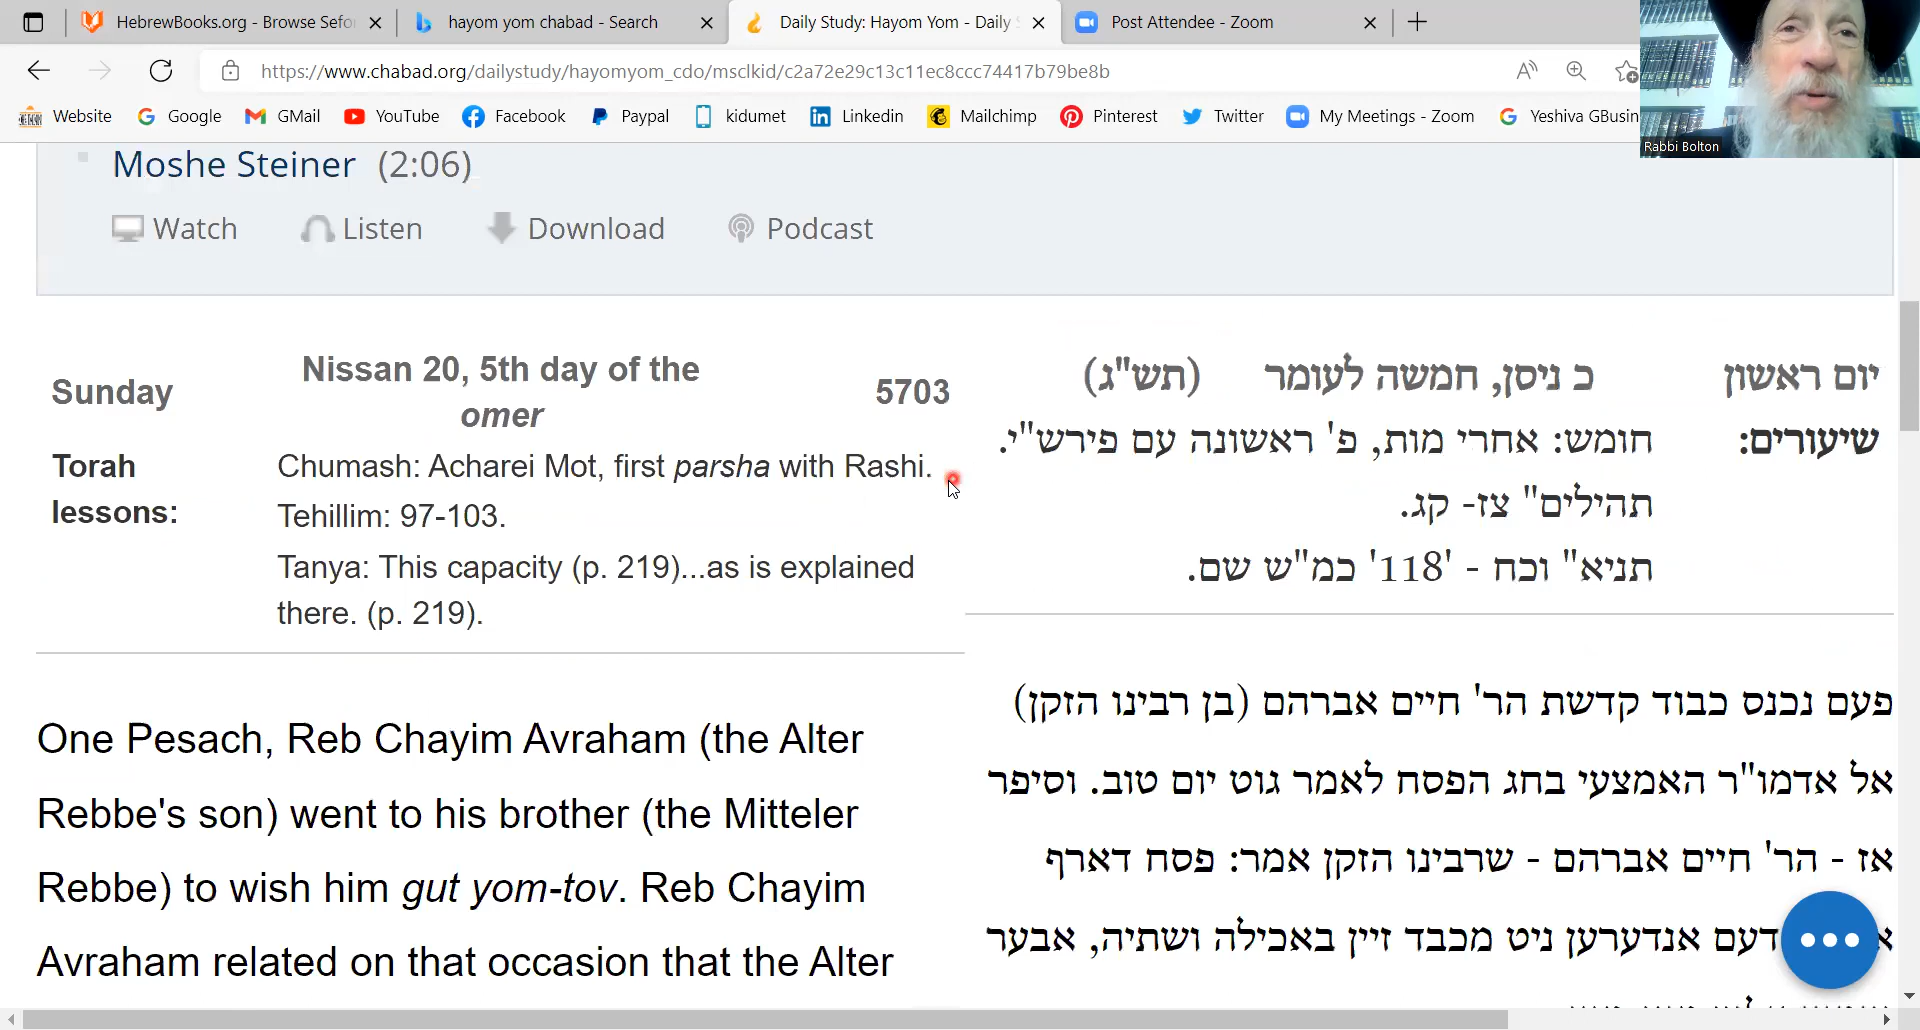 HebrewBooks.org - Browse Sefo
hayom yom chabad - Search
Daily Study: Hayom Yom - Daily S
Post Attendee - Zoom
https://www.chabad.org/dailystudy/hayomyom_cdo/msclkid/c2a72e29c13c11ec8ccc74417b79be8b
Website Google GMail YouTube Facebook Paypal kidumet Linkedin Mailchimp Pinterest Twitter My Meetings - Zoom Yeshiva GBusin
Rabbi Bolton
Moshe Steiner (2:06)
Watch Listen Download Podcast
Sunday
Nissan 20, 5th day of the
omer
5703
Torah
lessons:
Chumash: Acharei Mot, first parsha with Rashi.
Tehillim: 97-103.
Tanya: This capacity (p. 219)...as is explained
there. (p. 219).
One Pesach, Reb Chayim Avraham (the Alter
Rebbe's son) went to his brother (the Mitteler
Rebbe) to wish him gut yom-tov. Reb Chayim
Avraham related on that occasion that the Alter
יום ראשון כ ניסן, חמשה לעומר (תש"ג)
שיעורים: חומש: אחרי מות, פ' ראשונה עם פירש"י.
תהילים" צז- קג.
תניא" וכח - '118' כמ"ש שם.
פעם נכנס כבוד קדשת הר' חיים אברהם (בן רבינו הזקן)
אל אדמו"ר האמצעי בחג הפסח לאמר גוט יום טוב. וסיפר
אז - הר' חיים אברהם - שרבינו הזקן אמר: פסח דארף
דעם אנדערען ניט מכבד זיין באכילה ושתיה, אבער